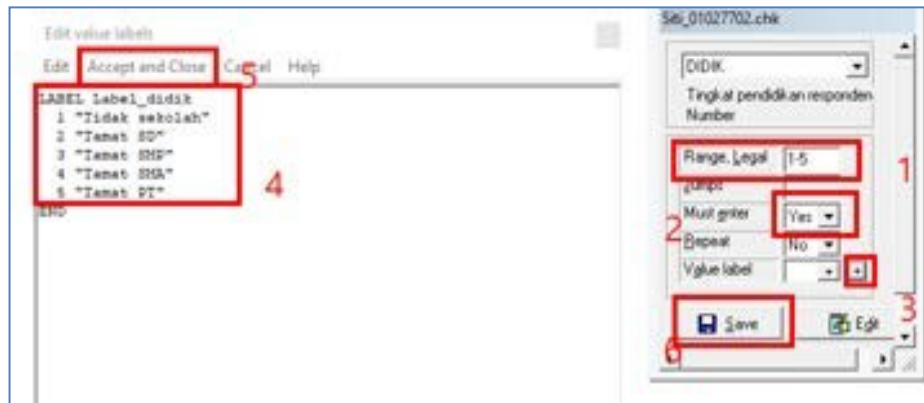 Edit value labels
Edit Accept and Close Cancel Help
5
LABEL Label_didik
1 "Tidak sekolah"
2 "Tamat SD"
3 "Tamat SMP"
4 "Tamat SMA"
5 "Tamat PT"
END
4
Siti_01027702.chk
DIDIK
Tingkat pendidikan responden
Number
Range, Legal 1-5
1
Jumps
Must enter Yes
2
Repeat No
Value label +
3
Save Edit
6